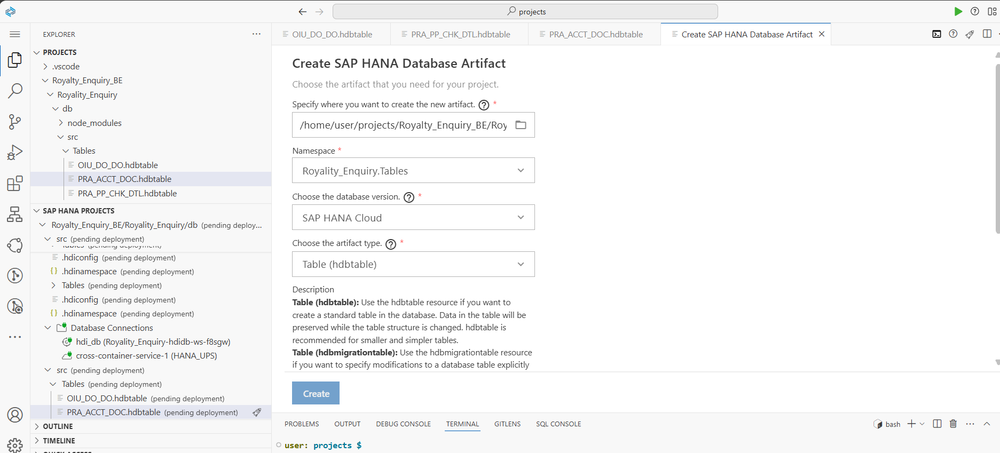 projects
EXPLORER
PROJECTS
.vscode
Royalty_Enquiry_BE
Royality_Enquiry
db
node_modules
src
Tables
OIU_DO_DO.hdbtable
PRA_ACCT_DOC.hdbtable
PRA_PP_CHK_DTL.hdbtable
SAP HANA PROJECTS
Royalty_Enquiry_BE/Royality_Enquiry/db (pending deploy...
src (pending deployment)
Tables (pending deployment)
.hdiconfig (pending deployment)
.hdinamespace (pending deployment)
Tables (pending deployment)
.hdiconfig (pending deployment)
.hdinamespace (pending deployment)
Database Connections
hdi_db (Royality_Enquiry-hdidb-ws-f8sgw)
cross-container-service-1 (HANA_UPS)
src (pending deployment)
Tables (pending deployment)
OIU_DO_DO.hdbtable (pending deployment)
PRA_ACCT_DOC.hdbtable (pending deployment)
OUTLINE
TIMELINE
QUICK ACCESS
OIU_DO_DO.hdbtable
PRA_PP_CHK_DTL.hdbtable
PRA_ACCT_DOC.hdbtable
Create SAP HANA Database Artifact
Create SAP HANA Database Artifact
Choose the artifact that you need for your project.
Specify where you want to create the new artifact. *
/home/user/projects/Royalty_Enquiry_BE/Roy
Namespace *
Royality_Enquiry.Tables
Choose the database version. *
SAP HANA Cloud
Choose the artifact type. *
Table (hdbtable)
Description
Table (hdbtable): Use the hdbtable resource if you want to
create a standard table in the database. Data in the table will be
preserved while the table structure is changed. hdbtable is
recommended for smaller and simpler tables.
Table (hdbmigrationtable): Use the hdbmigrationtable resource
if you want to specify modifications to a database table explicitly
Create
PROBLEMS
OUTPUT
DEBUG CONSOLE
TERMINAL
GITLENS
SQL CONSOLE
bash
user: projects $